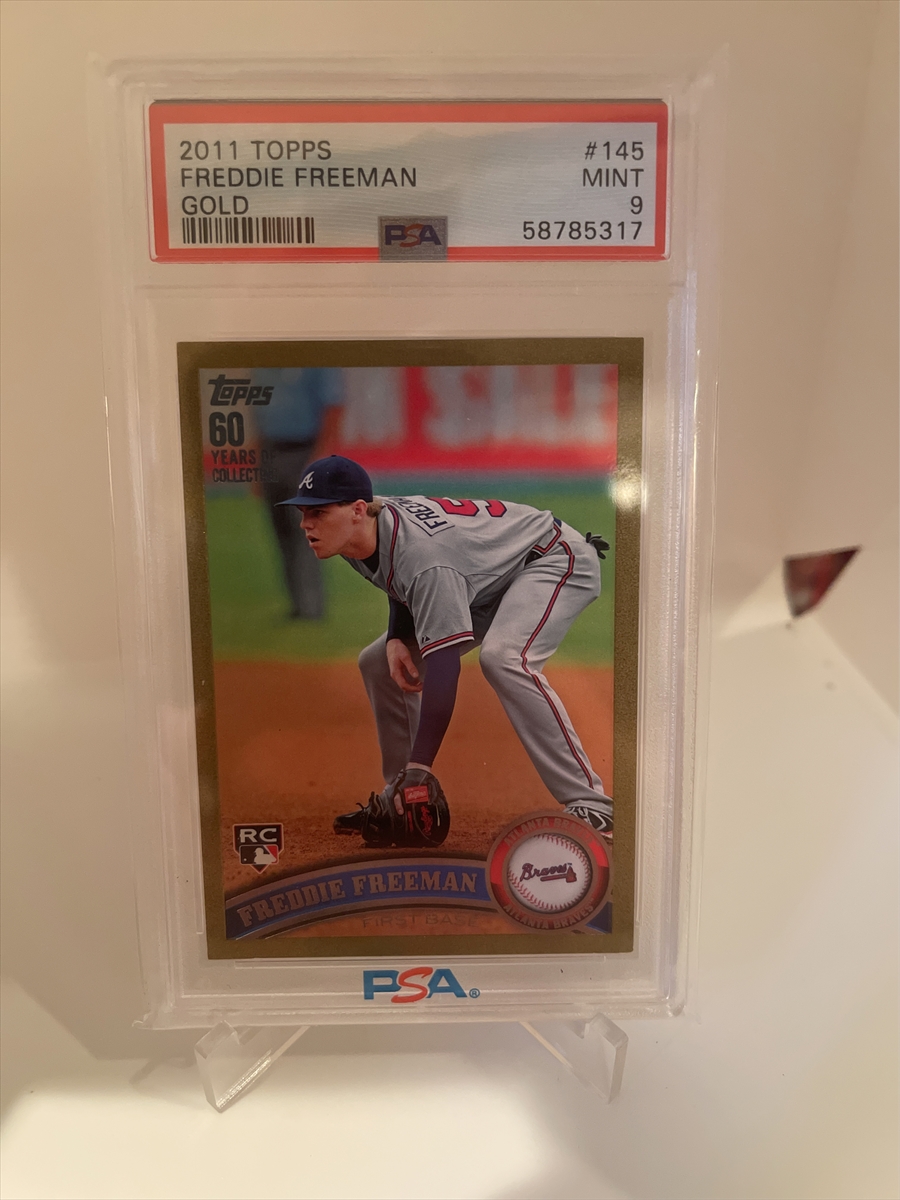 2011 TOPPS #145
FREDDIE FREEMAN MINT
GOLD 9
PSA 58785317
Topps
60
YEARS OF
A
RC
FREDDIE FREEMAN
FIRST BASE
Braves
ATLANTA BRAVES
PSA®